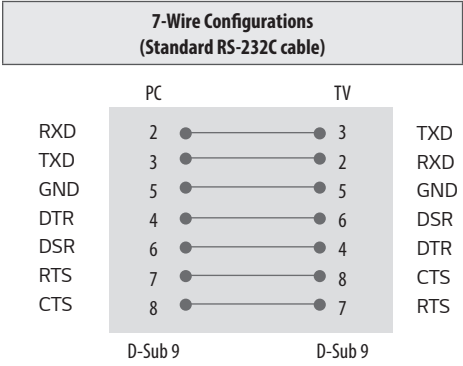 7-Wire Configurations
(Standard RS-232C cable)
PC TV
RXD 2 3 TXD
TXD 3 2 RXD
GND 5 5 GND
DTR 4 6 DSR
DSR 6 4 DTR
RTS 7 8 CTS
CTS 8 7 RTS
D-Sub 9 D-Sub 9